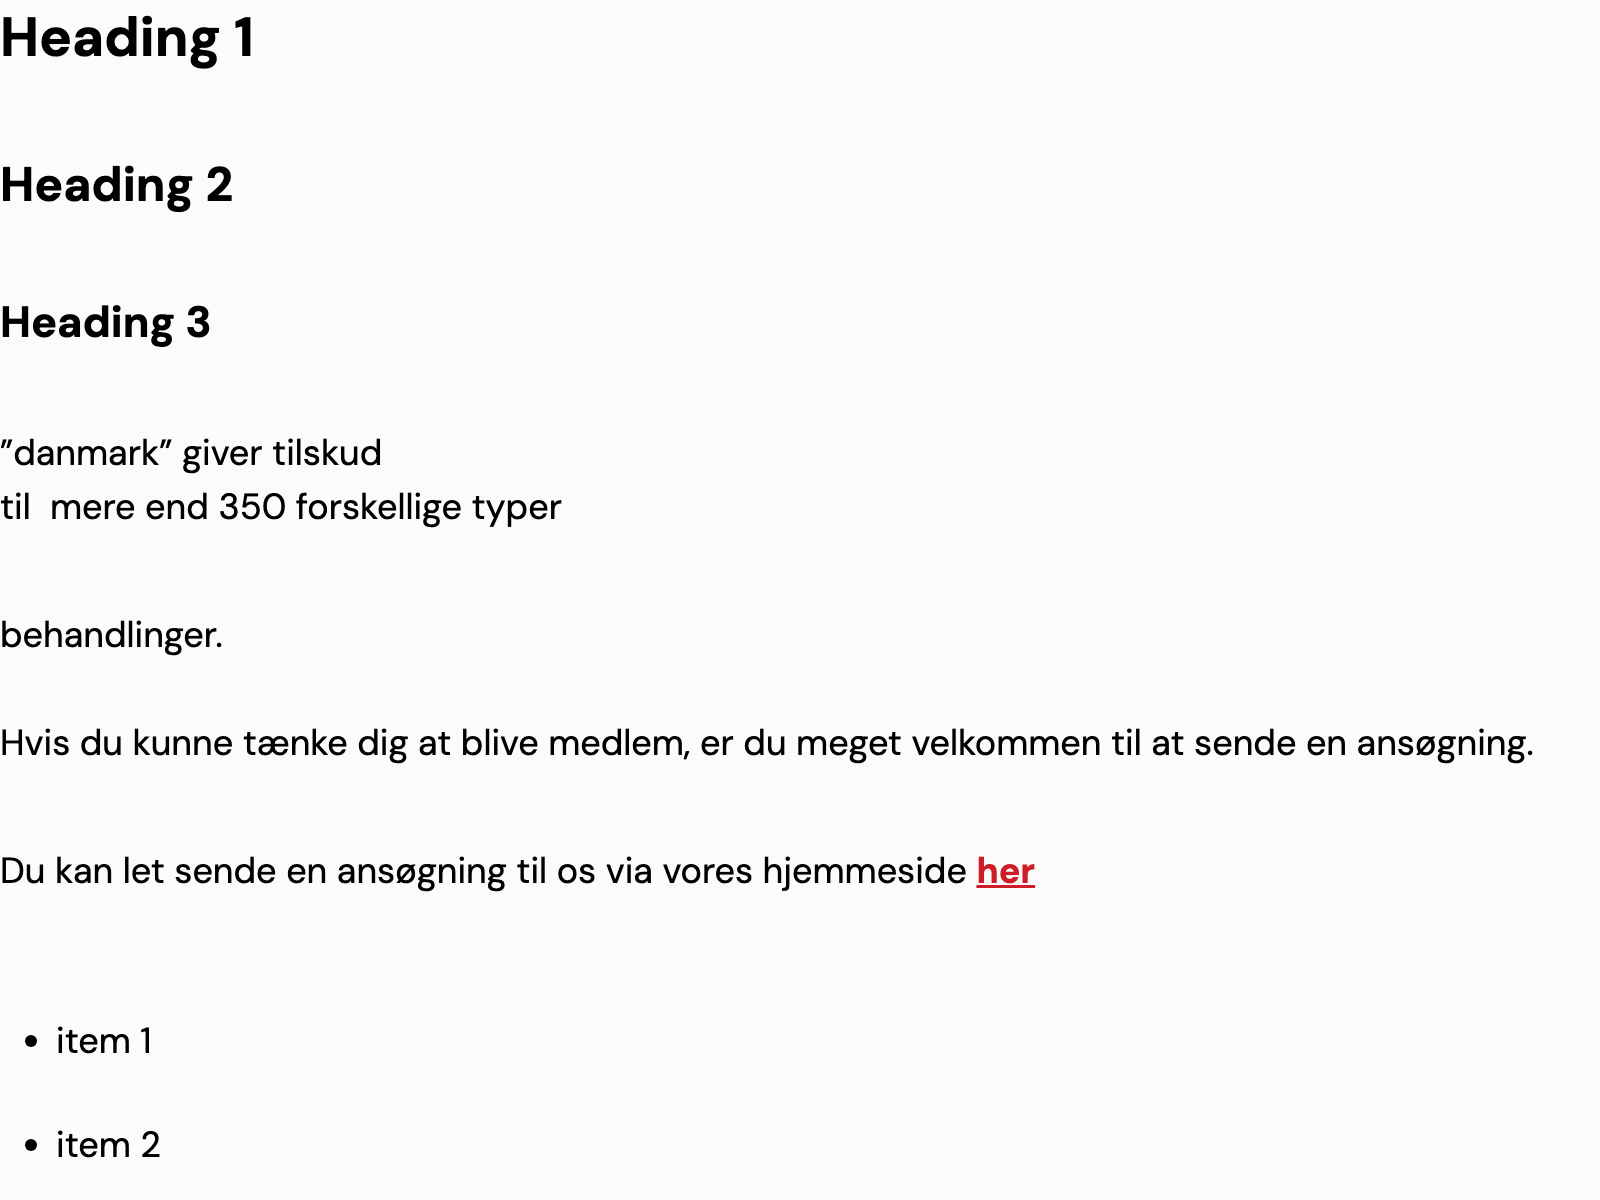 Heading 1
Heading 2
Heading 3
”danmark” giver tilskud
til  mere end 350 forskellige typer
behandlinger.
Hvis du kunne tænke dig at blive medlem, er du meget velkommen til at sende en ansøgning.
Du kan let sende en ansøgning til os via vores hjemmeside her
• item 1
• item 2